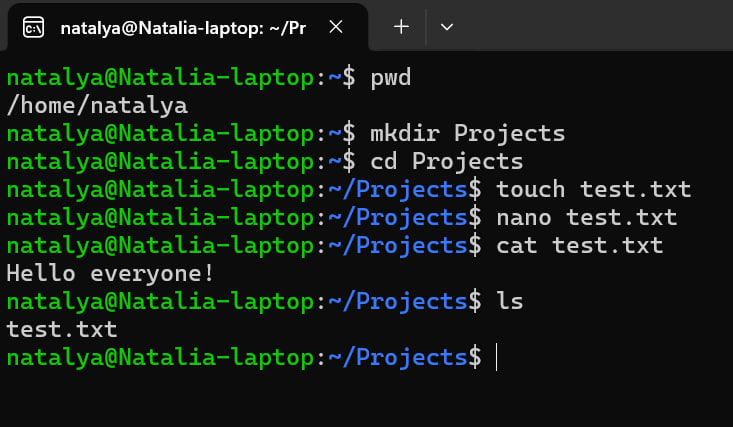 natalya@Natalia-laptop: ~/Pr
natalya@Natalia-laptop:~$ pwd
/home/natalya
natalya@Natalia-laptop:~$ mkdir Projects
natalya@Natalia-laptop:~$ cd Projects
natalya@Natalia-laptop:~/Projects$ touch test.txt
natalya@Natalia-laptop:~/Projects$ nano test.txt
natalya@Natalia-laptop:~/Projects$ cat test.txt
Hello everyone!
natalya@Natalia-laptop:~/Projects$ ls
test.txt
natalya@Natalia-laptop:~/Projects$